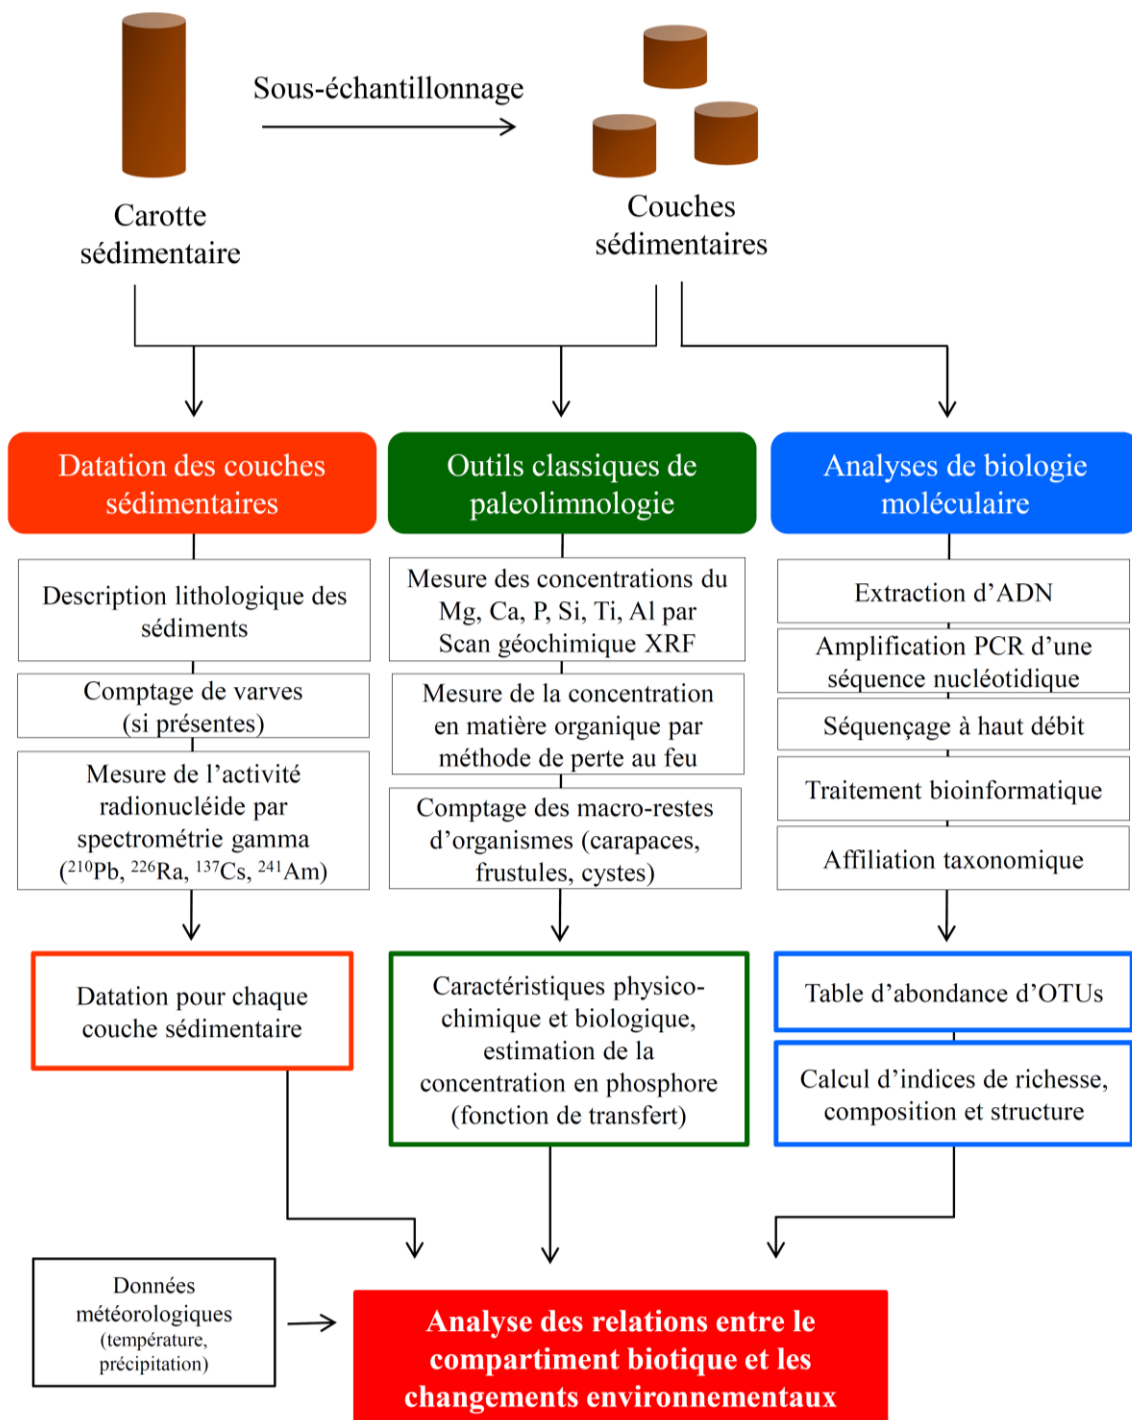 Sous-échantillonnage
Carotte
sédimentaire
Couches
sédimentaires
Datation des couches
sédimentaires
Description lithologique des
sédiments
Comptage de varves
(si présentes)
Mesure de l’activité
radionucléide par
spectrométrie gamma
(²¹⁰Pb, ²²⁶Ra, ¹³⁷Cs, ²⁴¹Am)
Datation pour chaque
couche sédimentaire
Outils classiques de
paleolimnologie
Mesure des concentrations du
Mg, Ca, P, Si, Ti, Al par
Scan géochimique XRF
Mesure de la concentration
en matière organique par
méthode de perte au feu
Comptage des macro-restes
d’organismes (carapaces,
frustules, cystes)
Caractéristiques physico-
chimique et biologique,
estimation de la
concentration en phosphore
(fonction de transfert)
Analyses de biologie
moléculaire
Extraction d’ADN
Amplification PCR d’une
séquence nucléotidique
Séquençage à haut débit
Traitement bioinformatique
Affiliation taxonomique
Table d’abondance d’OTUs
Calcul d’indices de richesse,
composition et structure
Données
météorologiques
(température,
précipitation)
Analyse des relations entre le
compartiment biotique et les
changements environnementaux